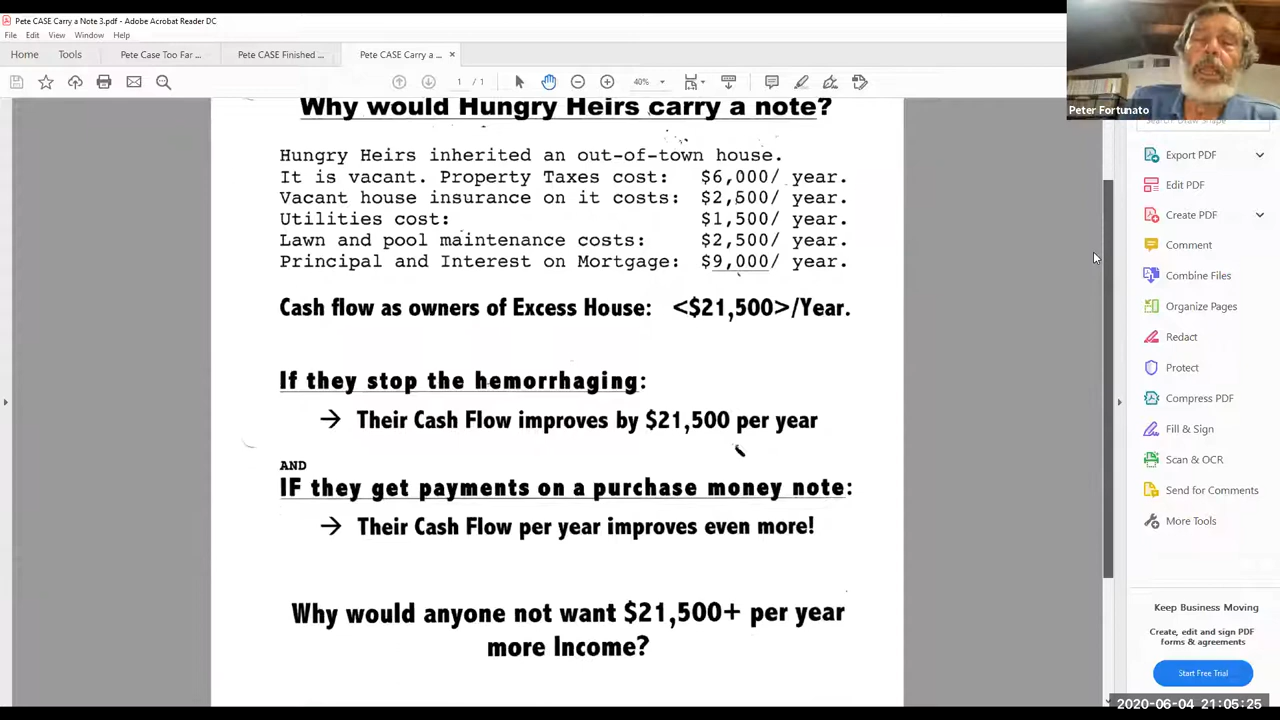 Pete CASE Carry a Note 3.pdf - Adobe Acrobat Reader DC
File Edit View Window Help
Home Tools Pete Case Too Far ... Pete CASE Finished ... Pete CASE Carry a ... ×
1 / 1 40%
Peter Fortunato
Why would Hungry Heirs carry a note?
Hungry Heirs inherited an out-of-town house.
It is vacant. Property Taxes cost: $6,000/ year.
Vacant house insurance on it costs: $2,500/ year.
Utilities cost: $1,500/ year.
Lawn and pool maintenance costs: $2,500/ year.
Principal and Interest on Mortgage: $9,000/ year.
Cash flow as owners of Excess House: <$21,500>/Year.
If they stop the hemorrhaging:
→ Their Cash Flow improves by $21,500 per year
AND
IF they get payments on a purchase money note:
→ Their Cash Flow per year improves even more!
Why would anyone not want $21,500+ per year
more Income?
Export PDF
Edit PDF
Create PDF
Comment
Combine Files
Organize Pages
Redact
Protect
Compress PDF
Fill & Sign
Scan & OCR
Send for Comments
More Tools
Keep Business Moving
Create, edit and sign PDF
forms & agreements
Start Free Trial
2020-06-04 21:05:25